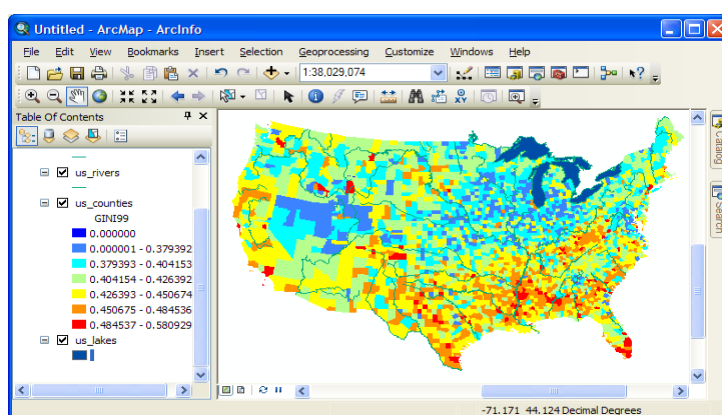 Untitled - ArcMap - ArcInfo
File Edit View Bookmarks Insert Selection Geoprocessing Customize Windows Help
1:38,029,074
Table Of Contents
us_rivers
us_counties
GINI99
0.000000
0.000001 - 0.379392
0.379393 - 0.404153
0.404154 - 0.426392
0.426393 - 0.450674
0.450675 - 0.484536
0.484537 - 0.580929
us_lakes
Catalog
Search
-71.171 44.124 Decimal Degrees